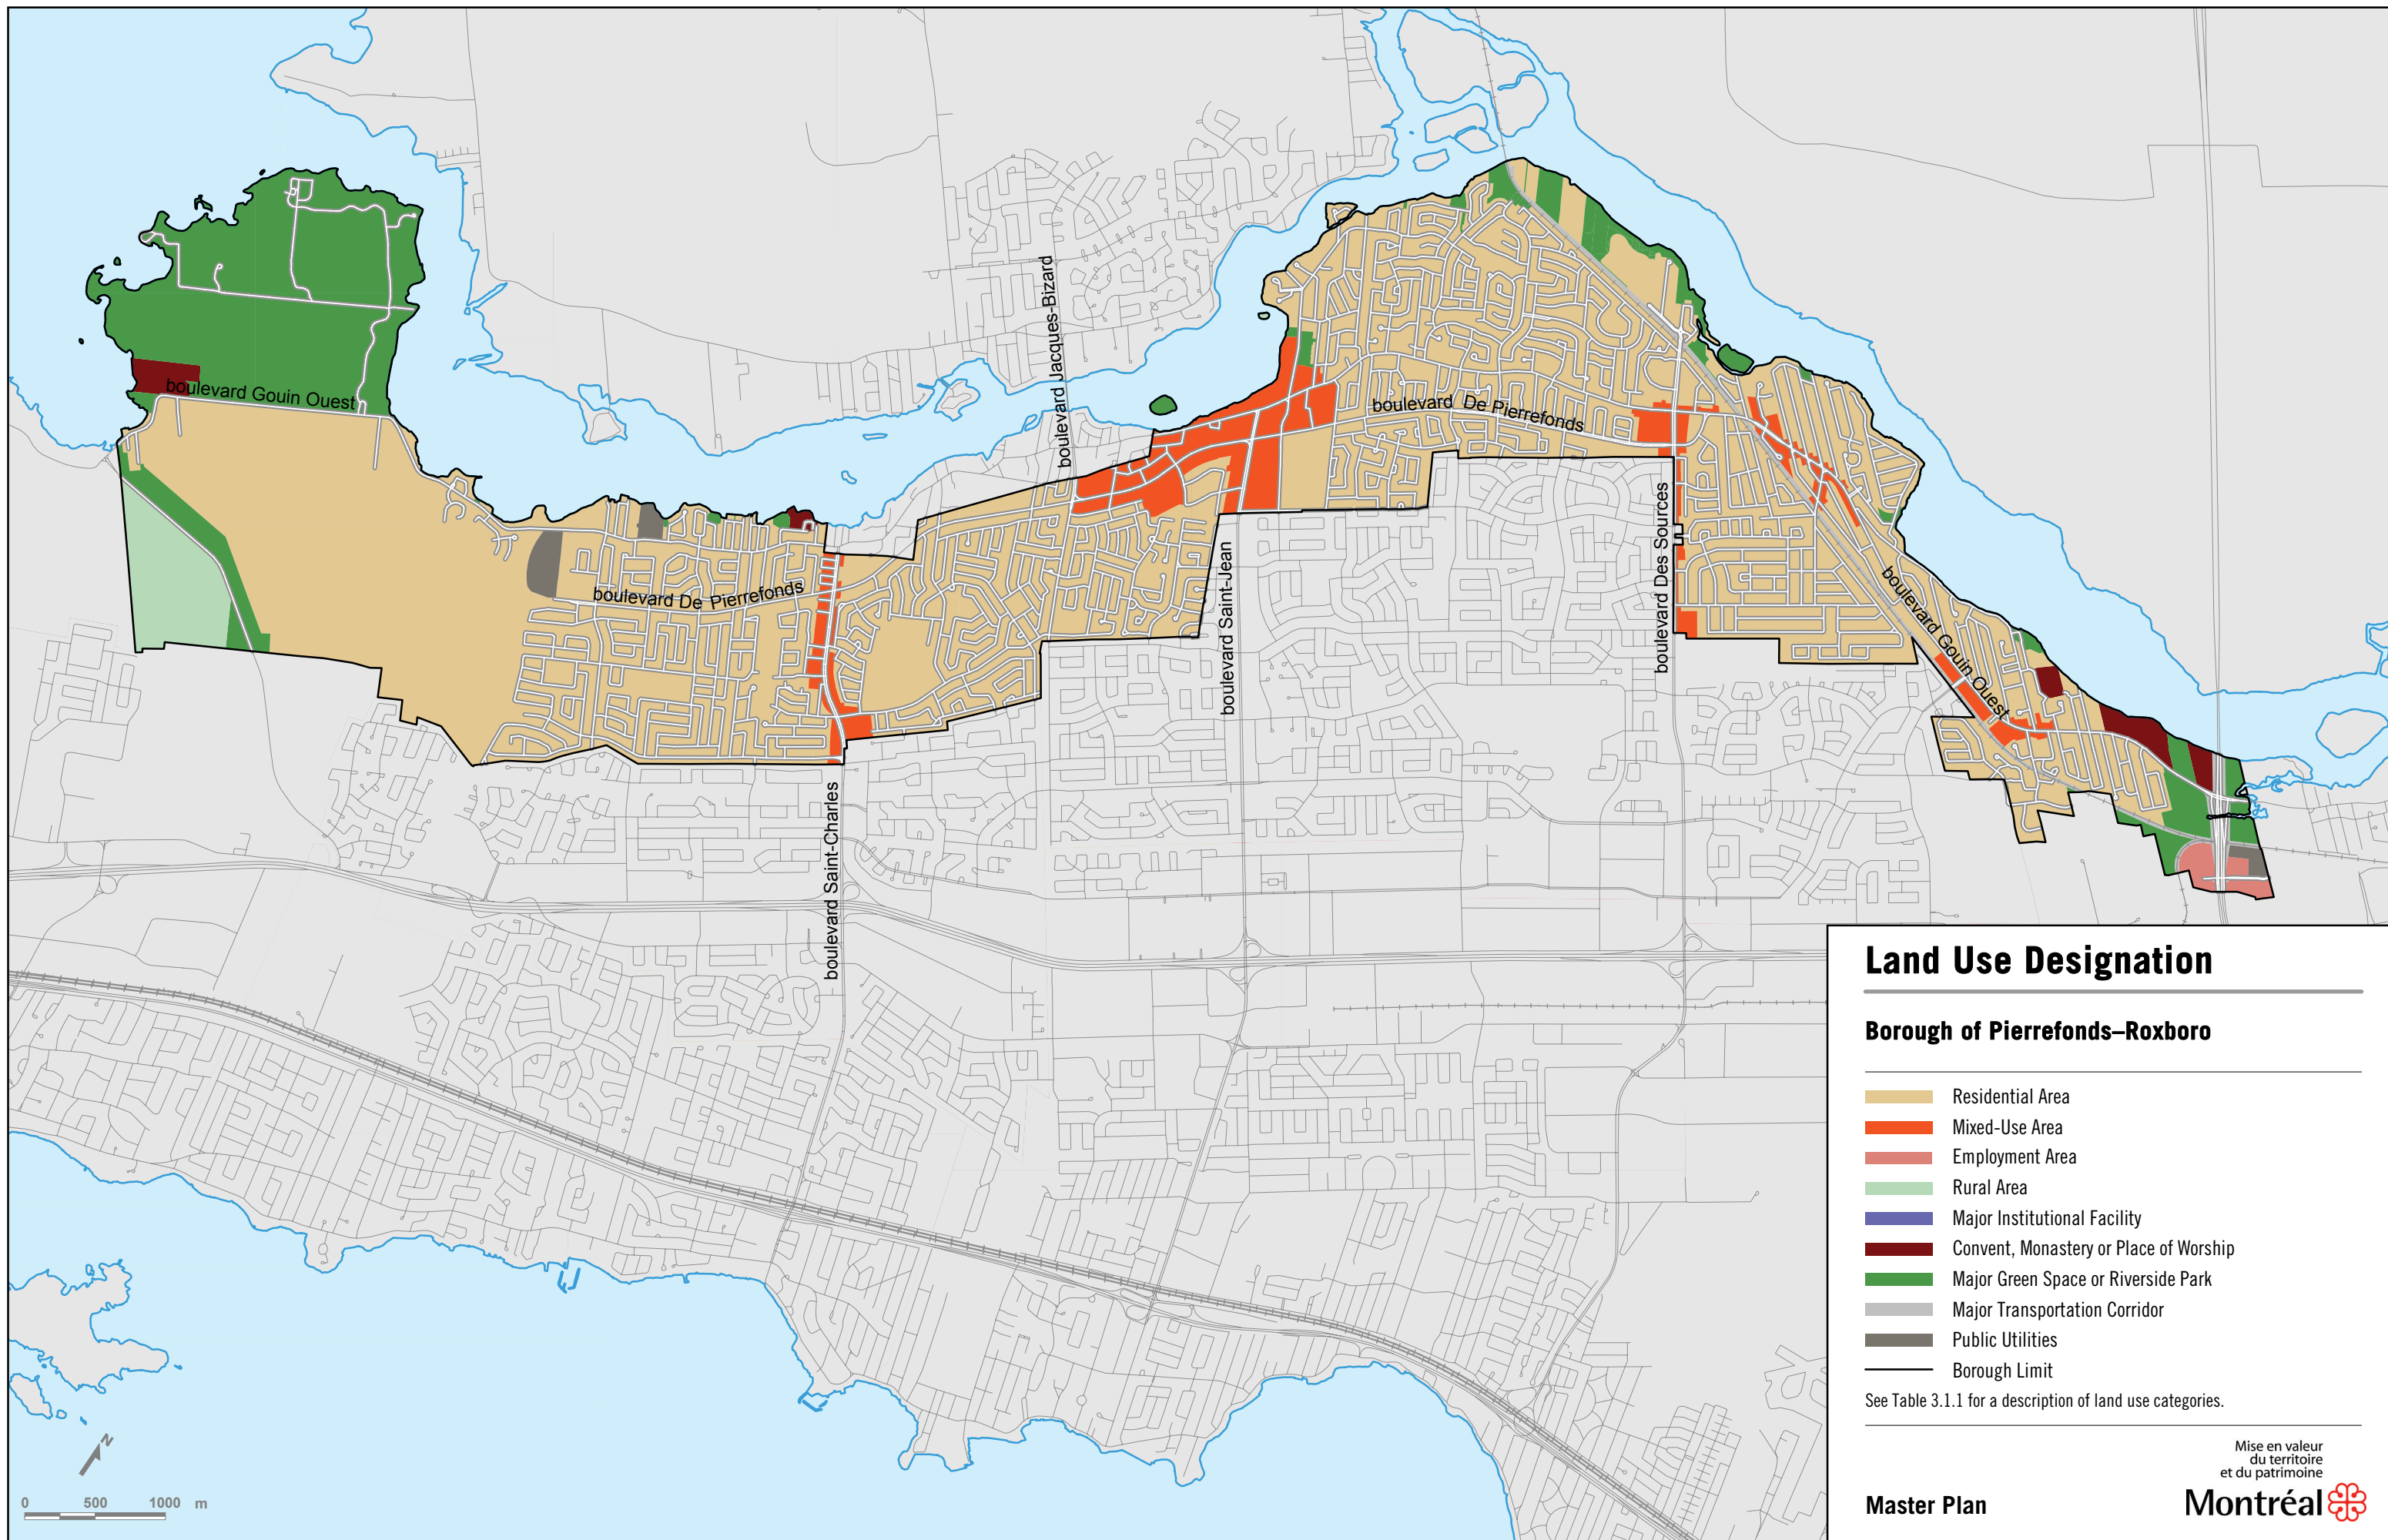 boulevard Gouin Ouest
boulevard Jacques-Bizard
boulevard De Pierrefonds
boulevard De Pierrefonds
boulevard Saint-Jean
boulevard Des Sources
boulevard Gouin Ouest
boulevard Saint-Charles
Land Use Designation
Borough of Pierrefonds–Roxboro
Residential Area
Mixed-Use Area
Employment Area
Rural Area
Major Institutional Facility
Convent, Monastery or Place of Worship
Major Green Space or Riverside Park
Major Transportation Corridor
Public Utilities
Borough Limit
See Table 3.1.1 for a description of land use categories.
Mise en valeur
du territoire
et du patrimoine
Master Plan
Montréal
N
0 500 1000 m